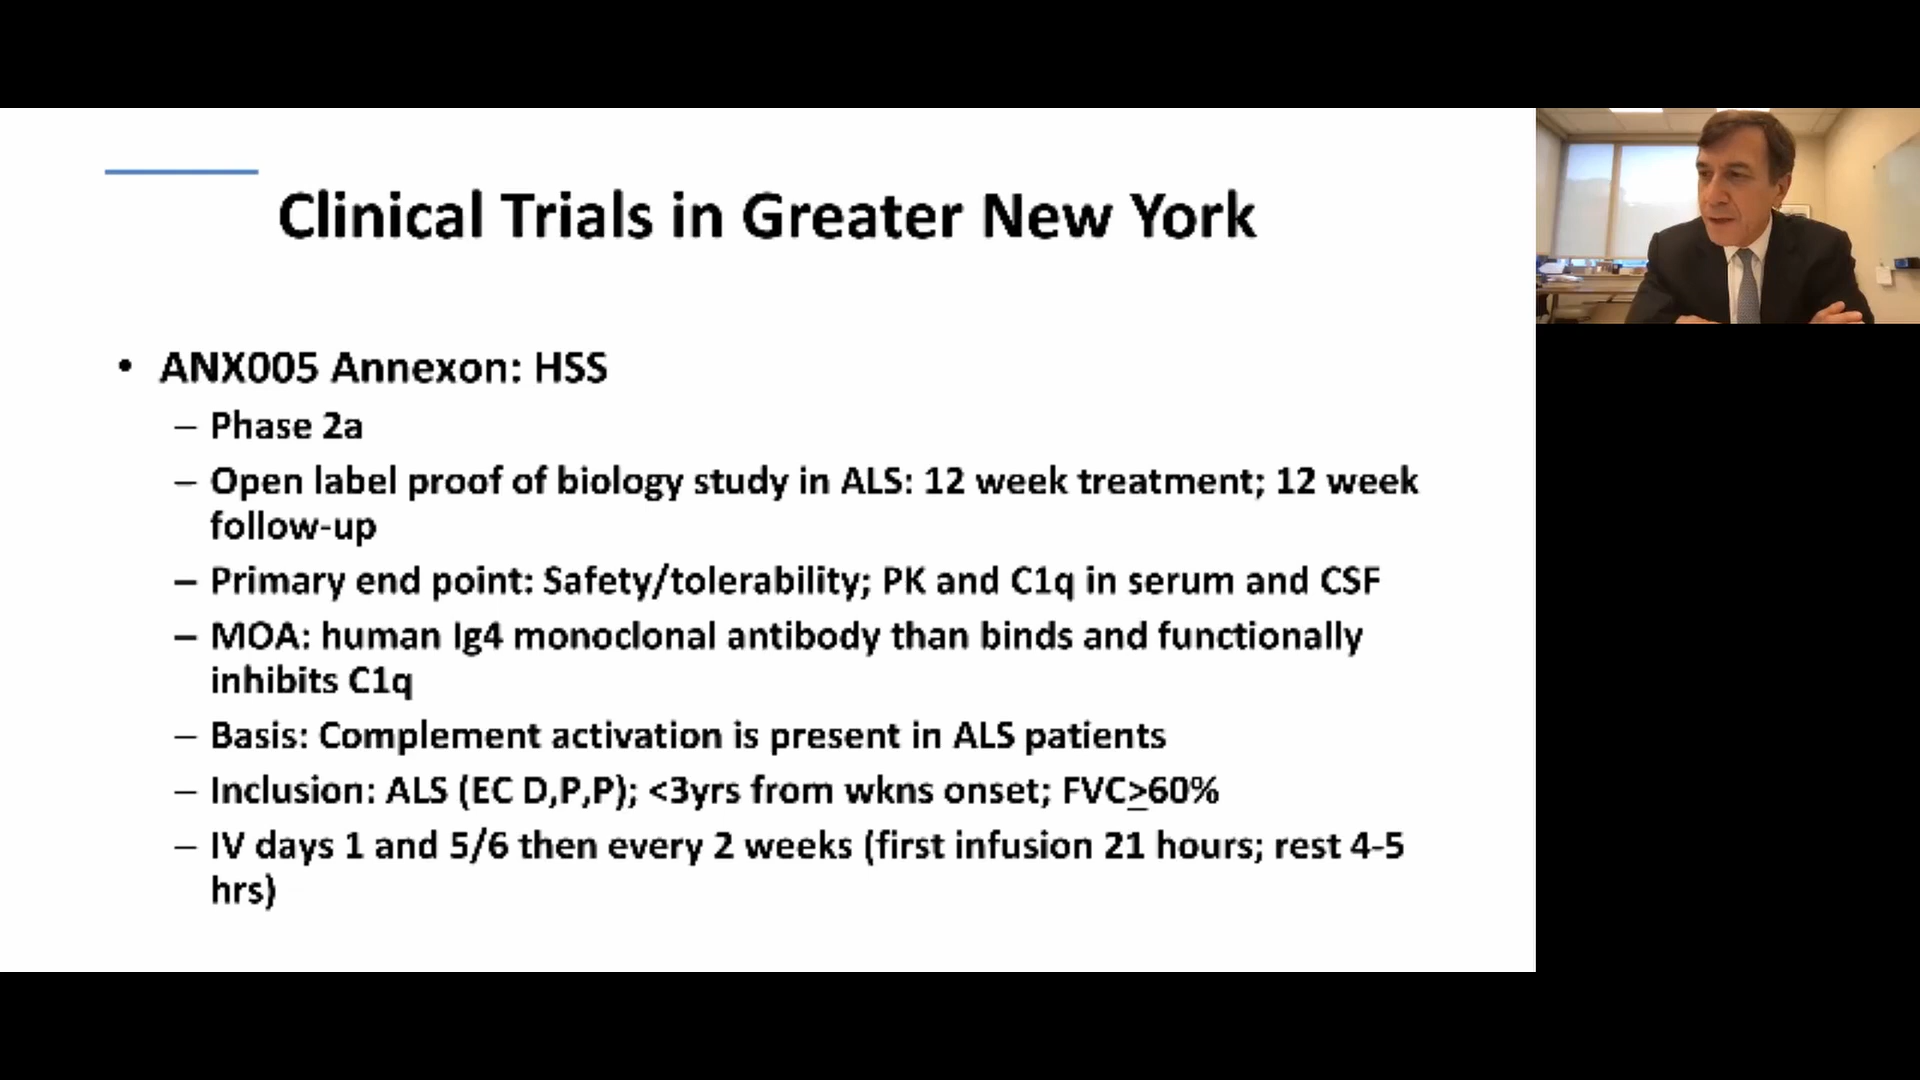 Clinical Trials in Greater New York
• ANX005 Annexon: HSS
– Phase 2a
– Open label proof of biology study in ALS: 12 week treatment; 12 week
follow-up
– Primary end point: Safety/tolerability; PK and C1q in serum and CSF
– MOA: human Ig4 monoclonal antibody than binds and functionally
inhibits C1q
– Basis: Complement activation is present in ALS patients
– Inclusion: ALS (EC D,P,P); <3yrs from wkns onset; FVC≥60%
– IV days 1 and 5/6 then every 2 weeks (first infusion 21 hours; rest 4-5
hrs)